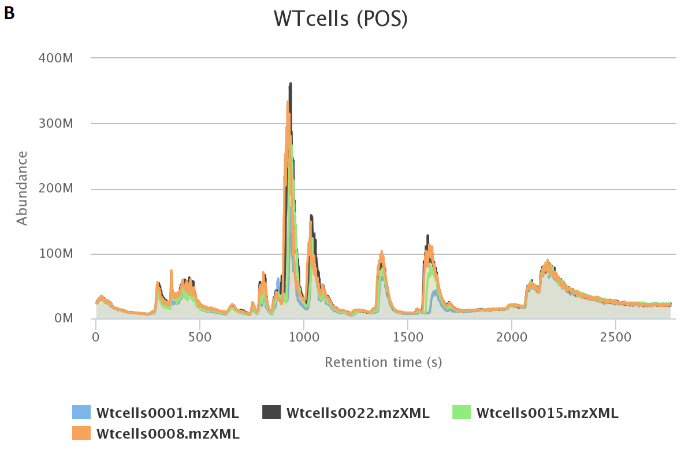 B
WTcells (POS)
400M
300M
200M
100M
0M
Abundance
0 500 1000 1500 2000 2500
Retention time (s)
Wtcells0001.mzXML Wtcells0022.mzXML Wtcells0015.mzXML
Wtcells0008.mzXML